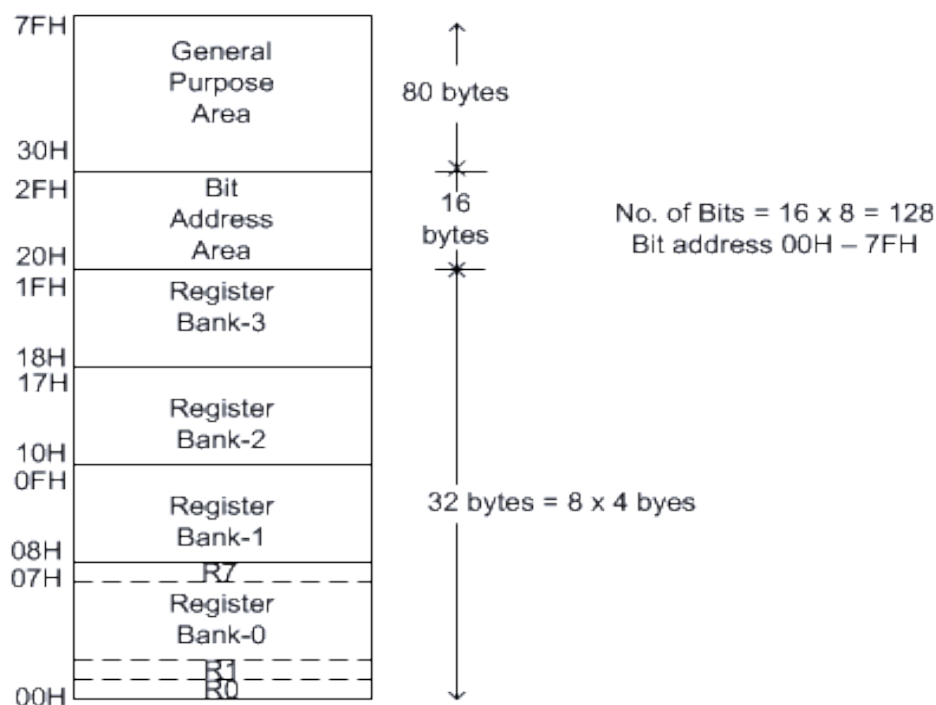 7FH
General
Purpose
Area
80 bytes
30H
2FH
Bit
Address
Area
16
bytes
No. of Bits = 16 x 8 = 128
Bit address 00H – 7FH
20H
1FH
Register
Bank-3
18H
17H
Register
Bank-2
10H
0FH
Register
Bank-1
32 bytes = 8 x 4 byes
08H
07H
R7
Register
Bank-0
R1
R0
00H